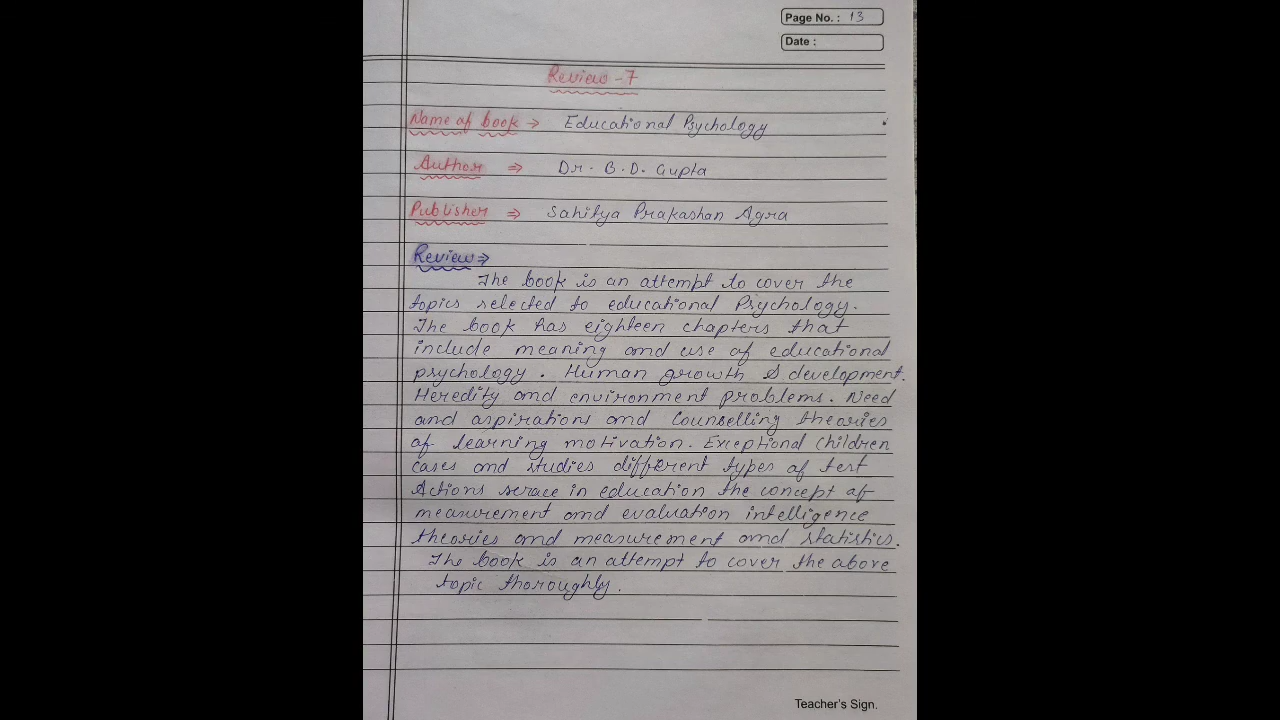 Page No. : 13
Date :
Review - 7
Name of book → Educational Psychology
Author ⇒ Dr. B.D. Gupta
Publisher ⇒ Sahitya Prakashan Agra
Review ⇒
The book is an attempt to cover the
topics selected to educational Psychology.
The book has eighteen chapters that
include meaning and use of educational
psychology. Human growth & development.
Heredity and environment problems. Need
and aspirations and Counselling theories
of learning motivation. Exceptional Children
cases and studies different types of test
Actions in education the concept of
measurement and evaluation intelligence
theories and measurement and statistics.
The book is an attempt to cover the above
topic thoroughly.
Teacher's Sign.